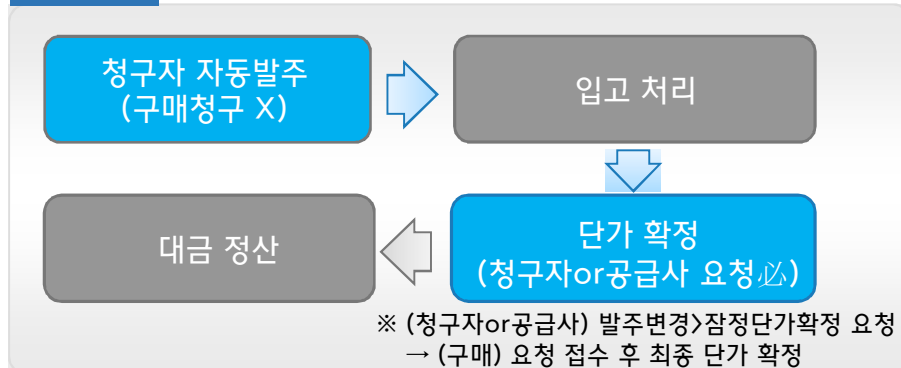 청구자 자동발주
(구매청구 X)
입고 처리
단가 확정
(청구자or공급사 요청必)
대금 정산
※ (청구자or공급사) 발주변경>잠정단가확정 요청
→ (구매) 요청 접수 후 최종 단가 확정